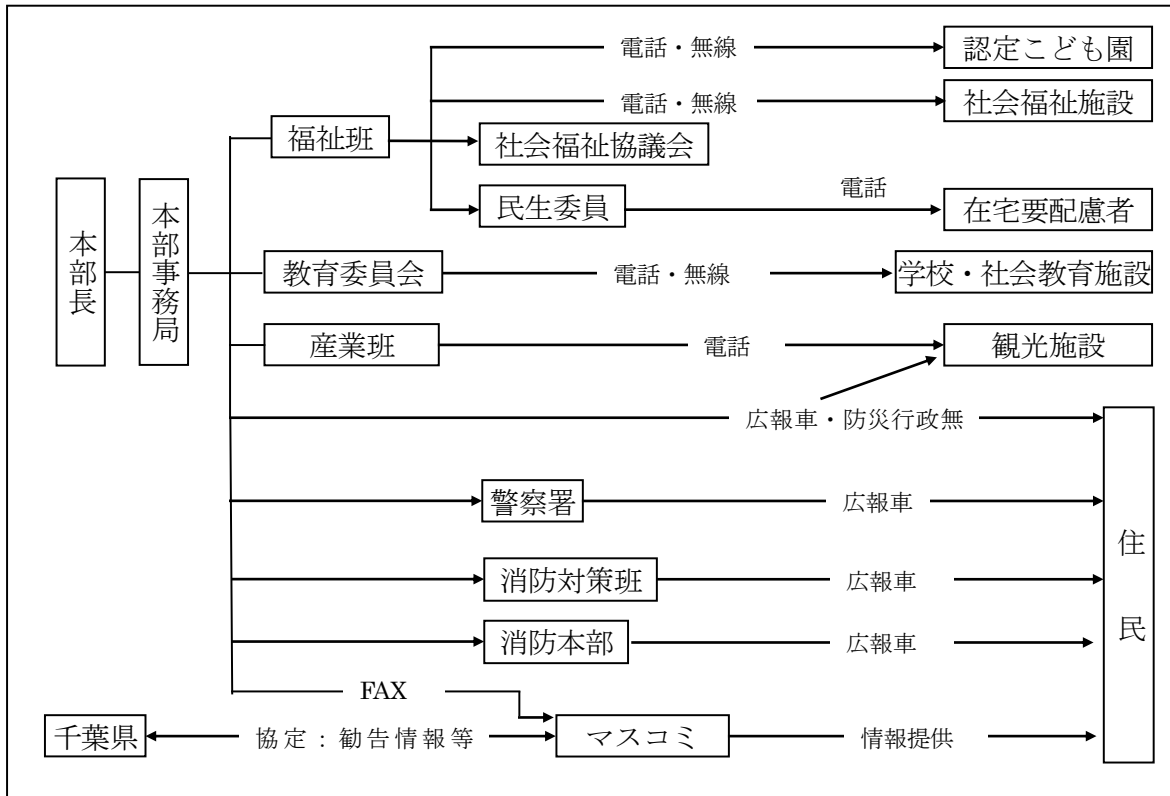 電話・無線
認定こども園
電話・無線
社会福祉施設
福祉班
社会福祉協議会
民生委員
電話
在宅要配慮者
本部長
本部事務局
教育委員会
電話・無線
学校・社会教育施設
産業班
電話
観光施設
広報車・防災行政無
警察署
広報車
住民
消防対策班
広報車
消防本部
広報車
FAX
千葉県
協定：勧告情報等
マスコミ
情報提供